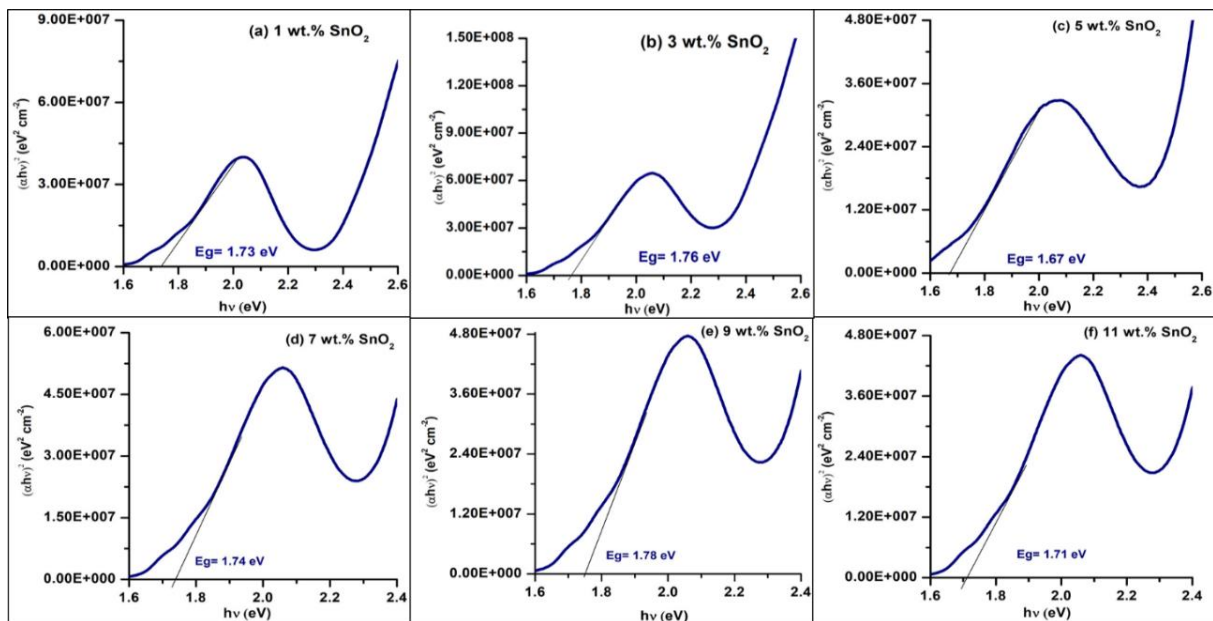 (a) 1 wt.% SnO₂
9.00E+007
6.00E+007
3.00E+007
0.00E+000
(αhν)² (eV² cm⁻²)
Eg= 1.73 eV
1.6 1.8 2.0 2.2 2.4 2.6
hν (eV)
(b) 3 wt.% SnO₂
1.50E+008
1.20E+008
9.00E+007
6.00E+007
3.00E+007
0.00E+000
(αhν)² (eV² cm⁻²)
Eg= 1.76 eV
1.6 1.8 2.0 2.2 2.4 2.6
hν (eV)
(c) 5 wt.% SnO₂
4.80E+007
3.60E+007
2.40E+007
1.20E+007
0.00E+000
(αhν)² (eV² cm⁻²)
Eg= 1.67 eV
1.6 1.8 2.0 2.2 2.4 2.6
hν (eV)
(d) 7 wt.% SnO₂
6.00E+007
4.50E+007
3.00E+007
1.50E+007
0.00E+000
(αhν)² (eV² cm⁻²)
Eg= 1.74 eV
1.6 1.8 2.0 2.2 2.4
hν (eV)
(e) 9 wt.% SnO₂
4.80E+007
3.60E+007
2.40E+007
1.20E+007
0.00E+000
(αhν)² (eV² cm⁻²)
Eg= 1.78 eV
1.6 1.8 2.0 2.2 2.4
hν (eV)
(f) 11 wt.% SnO₂
4.80E+007
3.60E+007
2.40E+007
1.20E+007
0.00E+000
(αhν)² (eV² cm⁻²)
Eg= 1.71 eV
1.6 1.8 2.0 2.2 2.4
hν (eV)